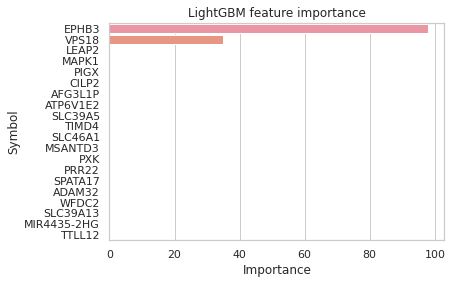 LightGBM feature importance
EPHB3
VPS18
LEAP2
MAPK1
PIGX
CILP2
AFG3L1P
ATP6V1E2
SLC39A5
TIMD4
SLC46A1
MSANTD3
PXK
PRR22
SPATA17
ADAM32
WFDC2
SLC39A13
MIR4435-2HG
TTLL12
Symbol
0 20 40 60 80 100
Importance